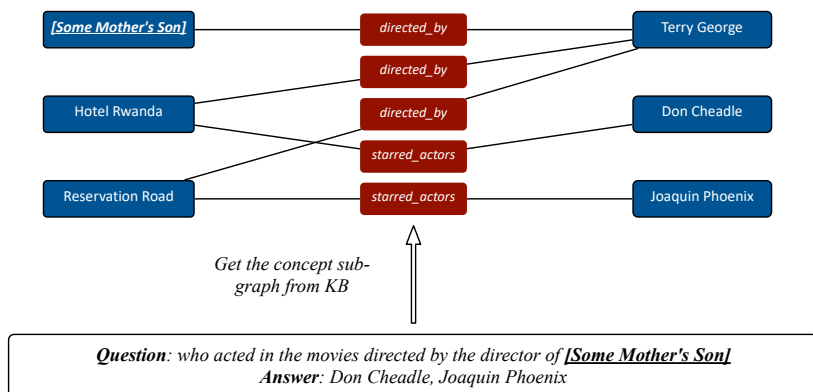 [Some Mother's Son]
directed_by
Terry George
directed_by
Hotel Rwanda
directed_by
Don Cheadle
starred_actors
Reservation Road
starred_actors
Joaquin Phoenix
Get the concept sub-
graph from KB
Question: who acted in the movies directed by the director of [Some Mother's Son]
Answer: Don Cheadle, Joaquin Phoenix